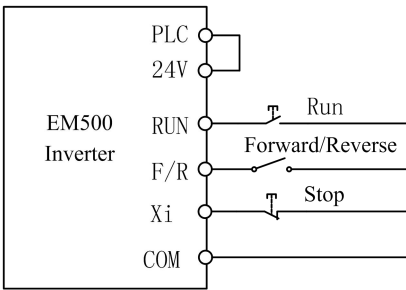 PLC
24V
EM500
Inverter
RUN
Run
Forward/Reverse
F/R
Stop
Xi
COM